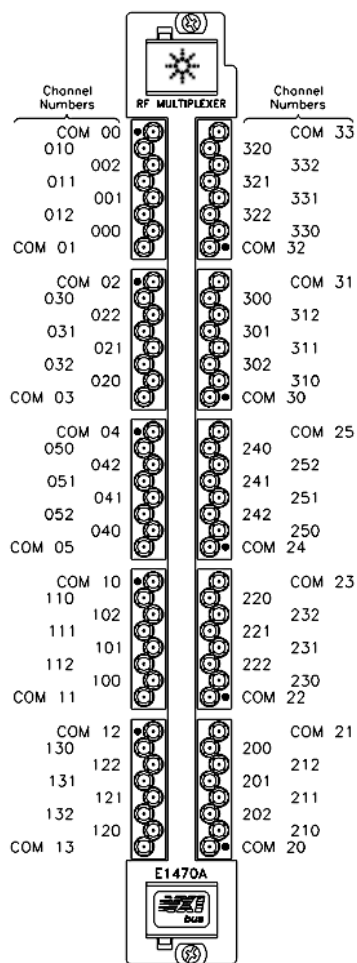 RF MULTIPLEXER
Channel
Numbers
COM 00
010
002
011
001
012
000
COM 01
COM 02
030
022
031
021
032
020
COM 03
COM 04
050
042
051
041
052
040
COM 05
COM 10
110
102
111
101
112
100
COM 11
COM 12
130
122
131
121
132
120
COM 13
Channel
Numbers
COM 33
320
332
321
331
322
330
COM 32
COM 31
300
312
301
311
302
310
COM 30
COM 25
240
252
241
251
242
250
COM 24
COM 23
220
232
221
231
222
230
COM 22
COM 21
200
212
201
211
202
210
COM 20
E1470A
VXI
bus